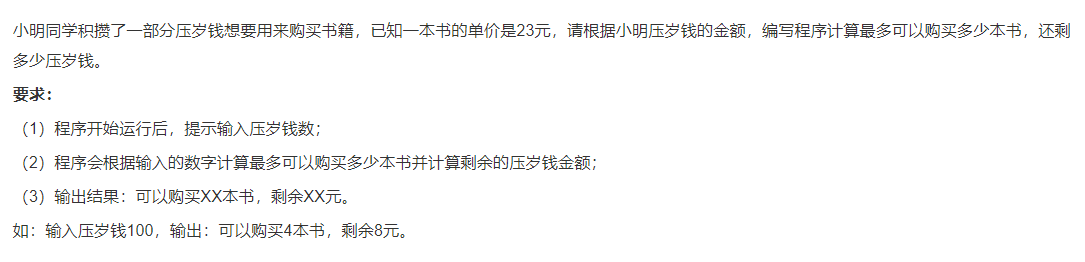 小明同学积攒了一部分压岁钱想要用来购买书籍，已知一本书的单价是23元，请根据小明压岁钱的金额，编写程序计算最多可以购买多少本书，还剩
多少压岁钱。
要求：
（1）程序开始运行后，提示输入压岁钱数；
（2）程序会根据输入的数字计算最多可以购买多少本书并计算剩余的压岁钱金额；
（3）输出结果：可以购买XX本书，剩余XX元。
如：输入压岁钱100，输出：可以购买4本书，剩余8元。